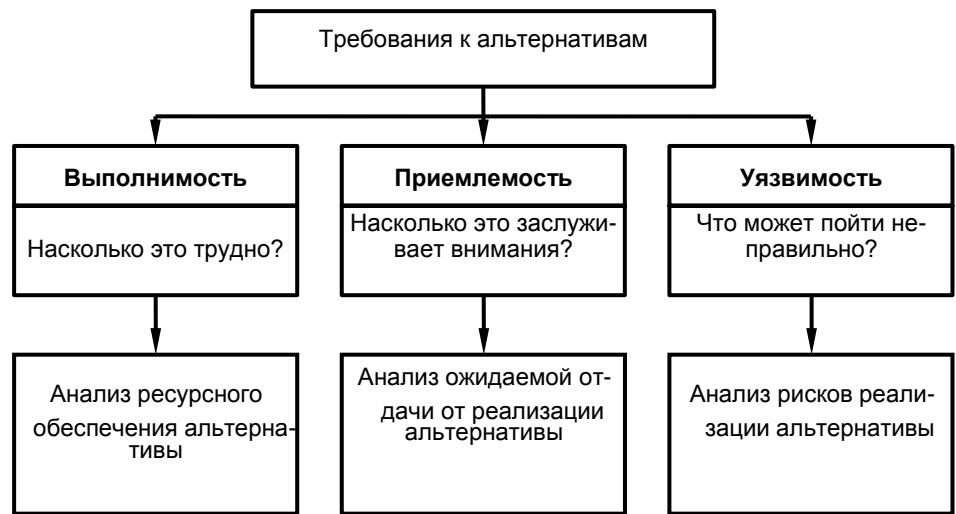 Требования к альтернативам
Выполнимость
Насколько это трудно?
Анализ ресурсного
обеспечения альтерна-
тивы
Приемлемость
Насколько это заслужи-
вает внимания?
Анализ ожидаемой от-
дачи от реализации
альтернативы
Уязвимость
Что может пойти не-
правильно?
Анализ рисков реали-
зации альтернативы